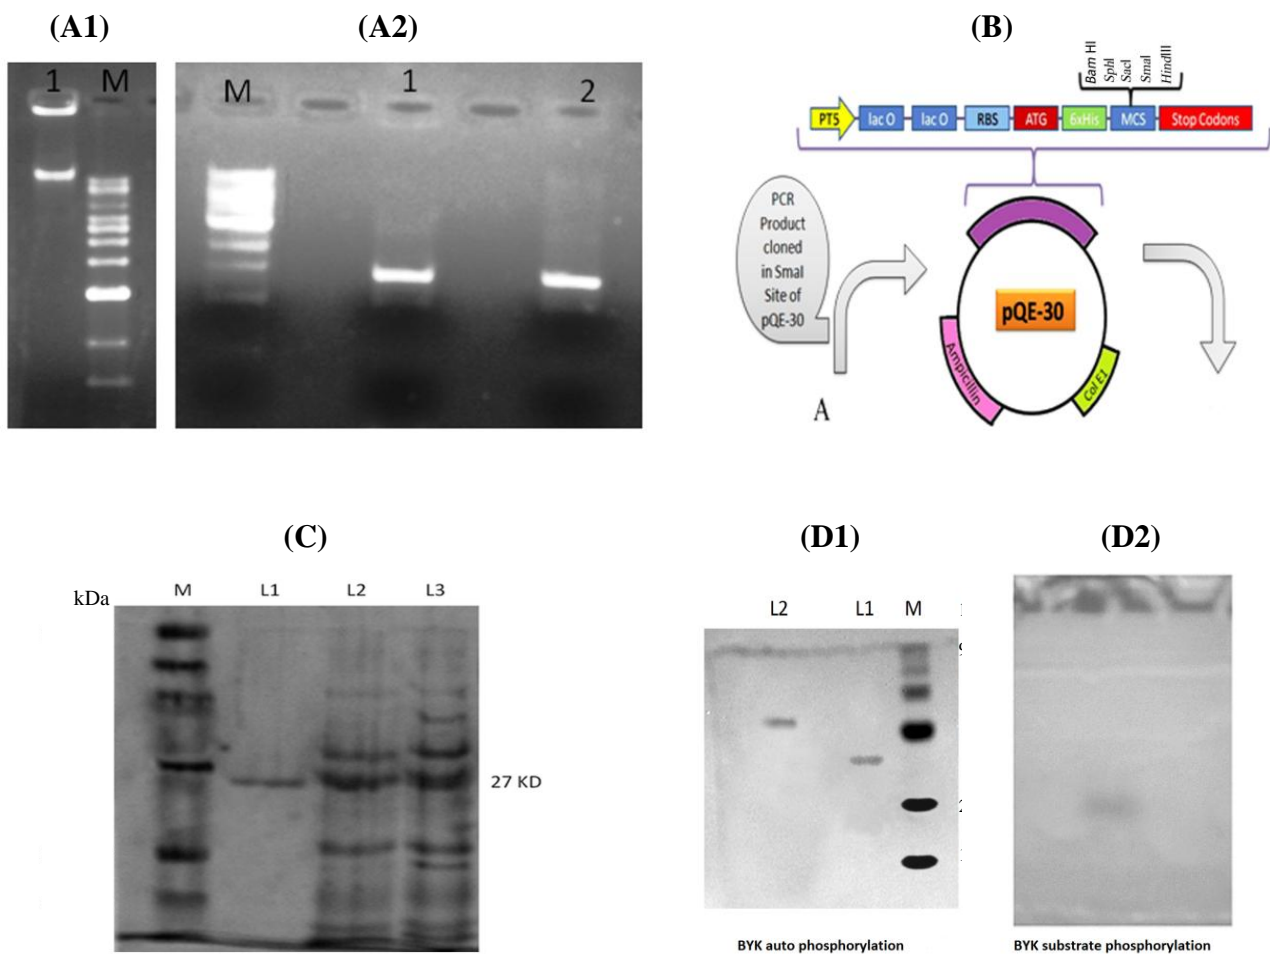 (A1)
(A2)
(B)
1
M
M
1
2
Bam HI
SphI
SacI
SmaI
HindIII
PT5
lac O
lac O
RBS
ATG
6xHis
MCS
Stop Codons
PCR
Product
cloned
in SmaI
Site of
pQE-30
pQE-30
Ampicillin
Col E1
A
(C)
(D1)
(D2)
kDa
M
L1
L2
L3
27 KD
L2
L1
M
BYK auto phosphorylation
BYK substrate phosphorylation